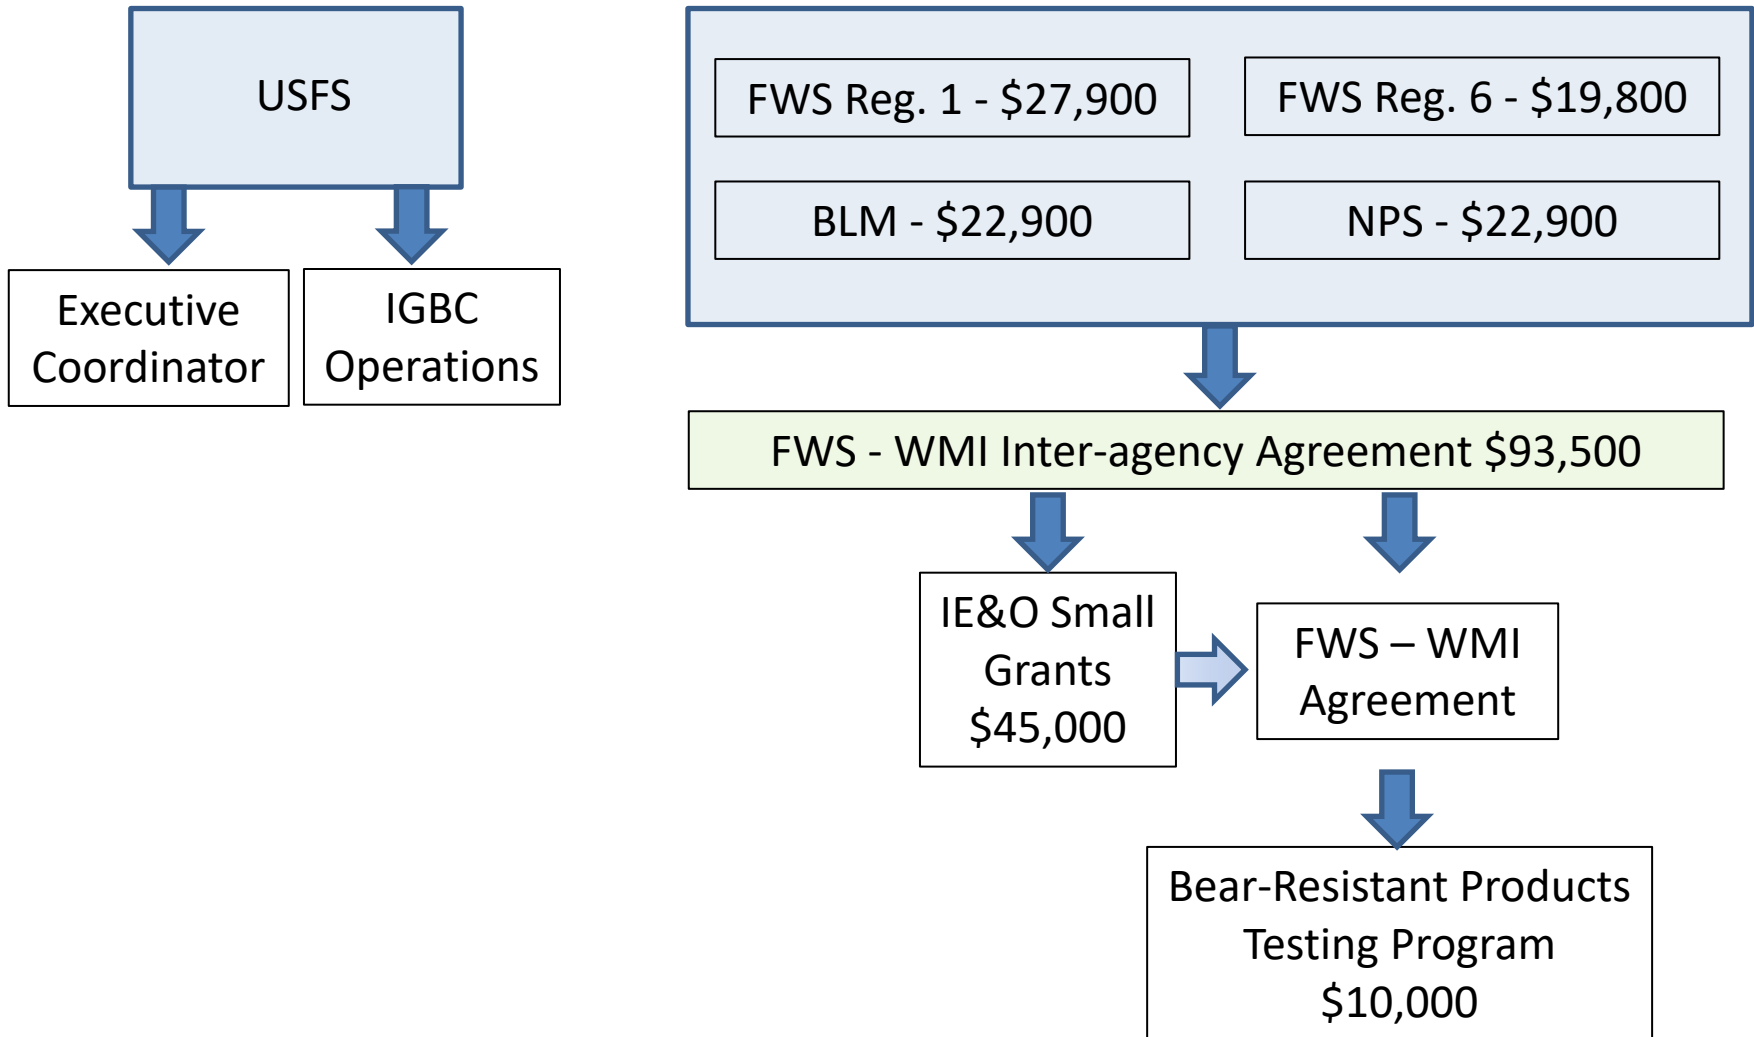 USFS
Executive
Coordinator
IGBC
Operations
FWS Reg. 1 - $27,900
FWS Reg. 6 - $19,800
BLM - $22,900
NPS - $22,900
FWS - WMI Inter-agency Agreement $93,500
IE&O Small
Grants
$45,000
FWS – WMI
Agreement
Bear-Resistant Products
Testing Program
$10,000